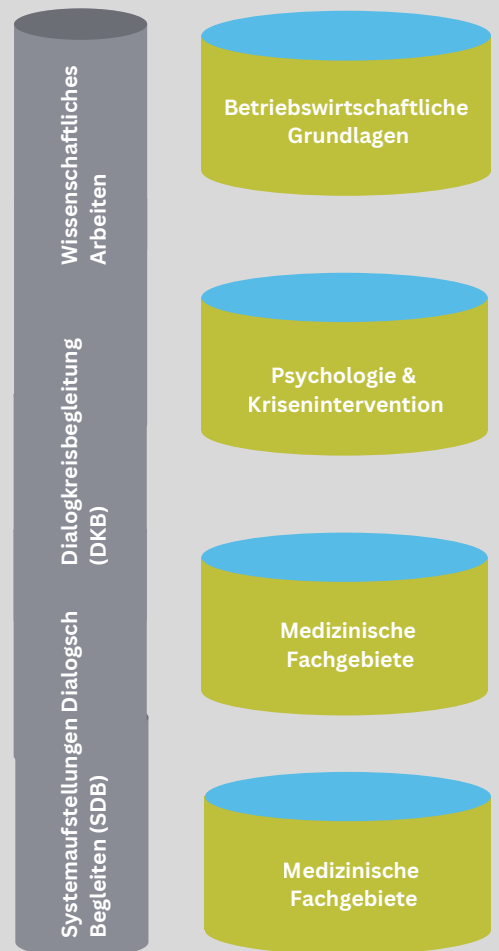 Wissenschaftliches
Arbeiten
Dialogkreisbegleitung
(DKB)
Systemaufstellungen Dialogsch
Begleiten (SDB)
Betriebswirtschaftliche
Grundlagen
Psychologie &
Krisenintervention
Medizinische
Fachgebiete
Medizinische
Fachgebiete